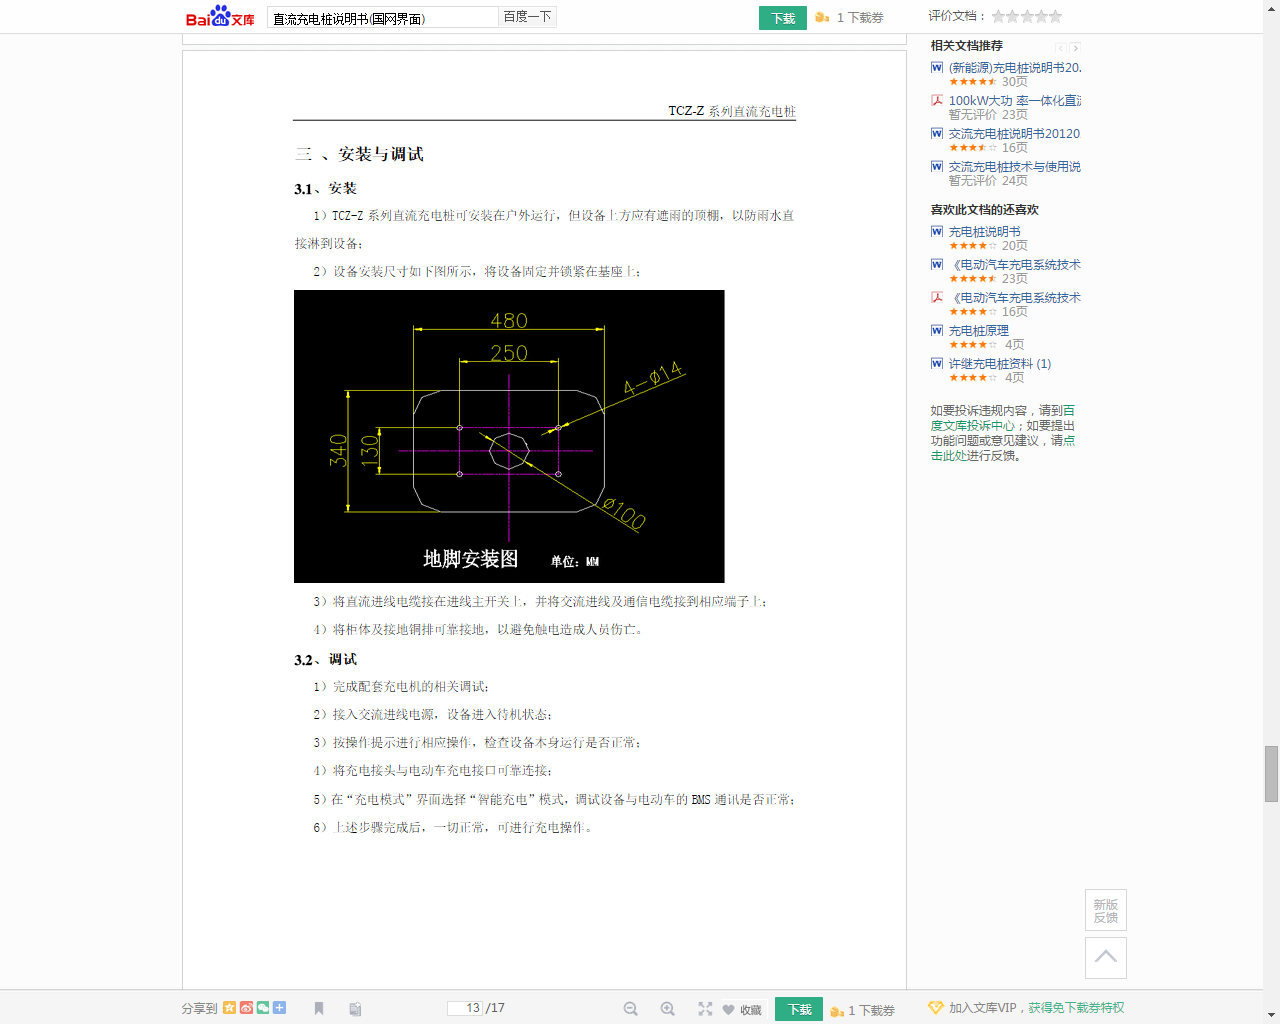 Bai du 文库
直流充电桩说明书(国网界面)
百度一下
下载
1 下载券
评价文档：
TCZ-Z 系列直流充电桩
三 、安装与调试
3.1、安装
1）TCZ-Z 系列直流充电桩可安装在户外运行，但设备上方应有遮雨的顶棚，以防雨水直
接淋到设备；
2）设备安装尺寸如下图所示，将设备固定并锁紧在基座上；
480
250
4-Ø14
340
130
Ø100
地脚安装图 单位：MM
3）将直流进线电缆接在进线主开关上，并将交流进线及通信电缆接到相应端子上；
4）将柜体及接地铜排可靠接地，以避免触电造成人员伤亡。
3.2、调试
1）完成配套充电机的相关调试；
2）接入交流进线电源，设备进入待机状态；
3）按操作提示进行相应操作，检查设备本身运行是否正常；
4）将充电接头与电动车充电接口可靠连接；
5）在“充电模式”界面选择“智能充电”模式，调试设备与电动车的 BMS 通讯是否正常；
6）上述步骤完成后，一切正常，可进行充电操作。
相关文档推荐
(新能源)充电桩说明书20.
30页
100kW大功 率一体化直流
暂无评价 23页
交流充电桩说明书20120
16页
交流充电桩技术与使用说
暂无评价 24页
喜欢此文档的还喜欢
充电桩说明书
20页
《电动汽车充电系统技术
23页
《电动汽车充电系统技术
16页
充电桩原理
4页
许继充电桩资料 (1)
4页
如要投诉违规内容，请到百
度文库投诉中心；如要提出
功能问题或意见建议，请点
击此处进行反馈。
新版
反馈
分享到
13 /17
收藏
下载
1 下载券
加入文库VIP，获得免下载券特权